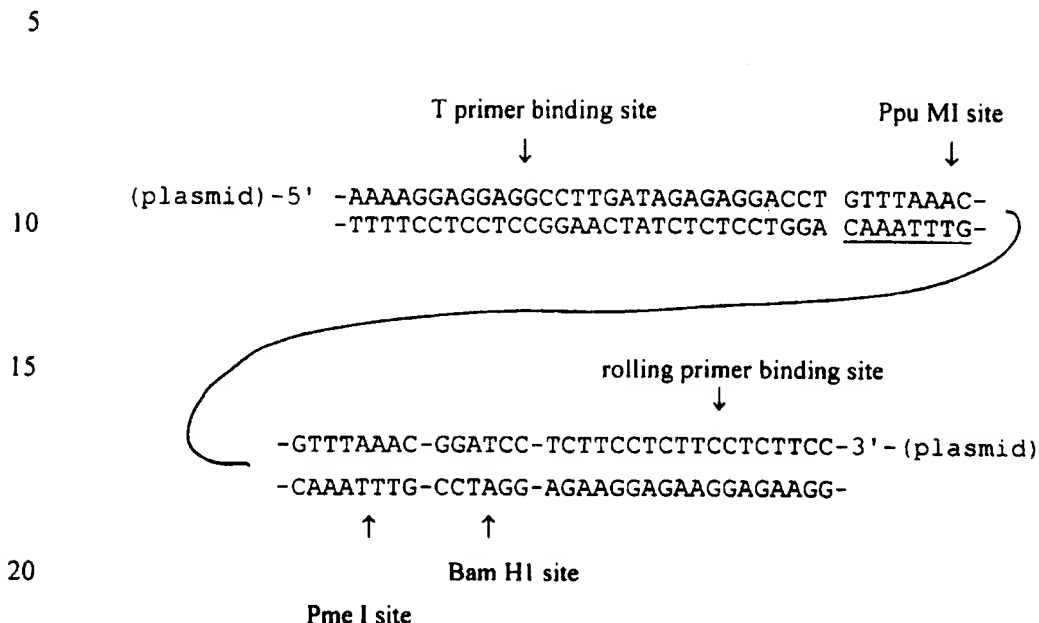 5
T primer binding site Ppu MI site
↓ ↓
(plasmid)-5' -AAAAGGAGGAGGCCTTGATAGAGAGGACCT GTTTAAAC-
10 -TTTTCCTCCTCCGGAACTATCTCTCCTGGA CAAATTTG-
15
rolling primer binding site
↓
-GTTTAAAC-GGATCC-TCTTCCTCTTCCTCTTCC-3'-(plasmid)
-CAAATTTG-CCTAGG-AGAAGGAGAAGGAGAAGG-
↑ ↑
20 Bam H1 site
Pme I site